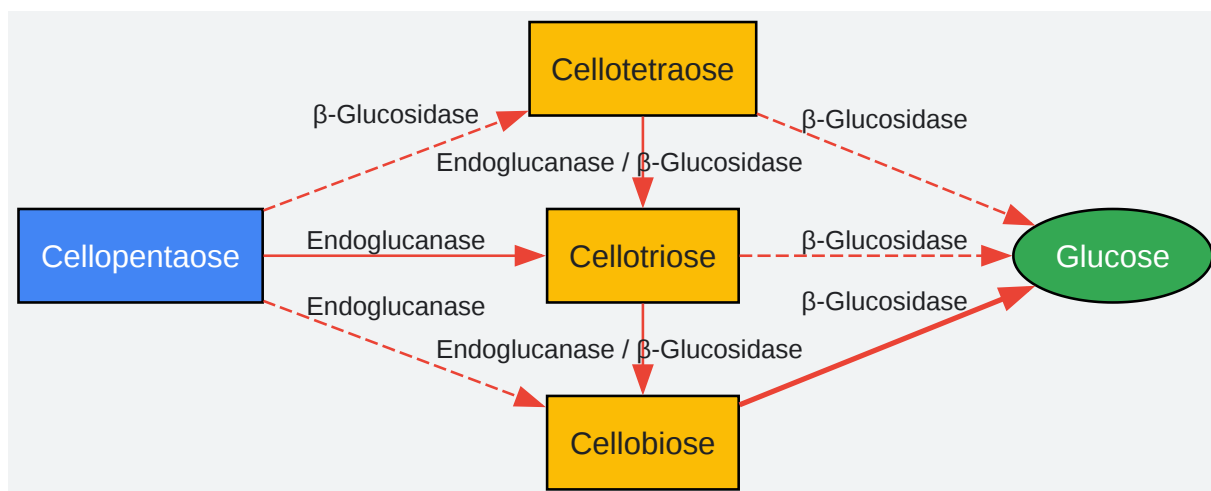 Cellotetraose
β-Glucosidase
β-Glucosidase
Endoglucanase / β-Glucosidase
Cellopentaose
Endoglucanase
Cellotriose
β-Glucosidase
Glucose
Endoglucanase
β-Glucosidase
Endoglucanase / β-Glucosidase
Cellobiose